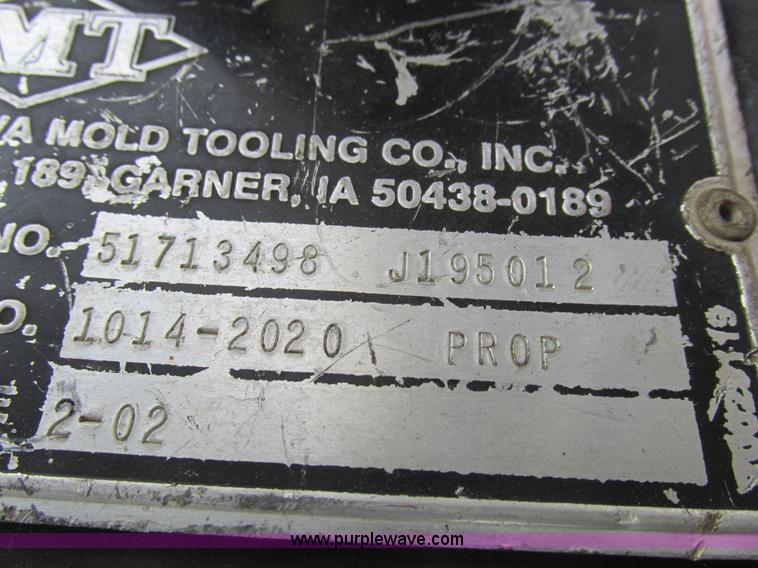 MT
MOLD TOOLING CO., INC.
189, GARNER, IA 50438-0189
NO. 51713498 J195012
O. 1014-2020 PROP
E 2-02
www.purplewave.com